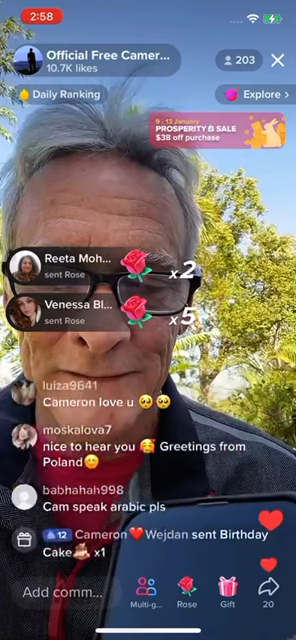 2:58
Official Free Camer...
10.7K likes
203
Daily Ranking
Explore >
9 - 13 January
PROSPERITY & SALE
$38 off purchase
Reeta Moh...
sent Rose
x2
Venessa Bl...
sent Rose
x5
luiza9641
Cameron love u 🥺 🥺
moskalova7
nice to hear you 🥰 Greetings from
Poland😊
babhahah998
Cam speak arabic pls
12 Cameron ❤️Wejdan sent Birthday
Cake x1
Add comm...
Multi-g...
Rose
Gift
20